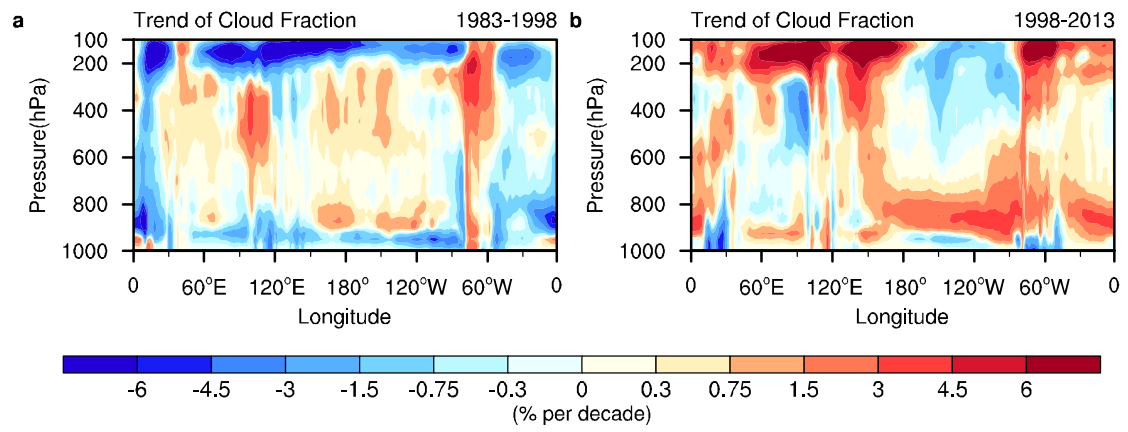 a Trend of Cloud Fraction 1983-1998
100
200
400
600
800
1000
Pressure(hPa)
0 60°E 120°E 180° 120°W 60°W 0
Longitude
b Trend of Cloud Fraction 1998-2013
100
200
400
600
800
1000
Pressure(hPa)
0 60°E 120°E 180° 120°W 60°W 0
Longitude
-6 -4.5 -3 -1.5 -0.75 -0.3 0 0.3 0.75 1.5 3 4.5 6
(% per decade)